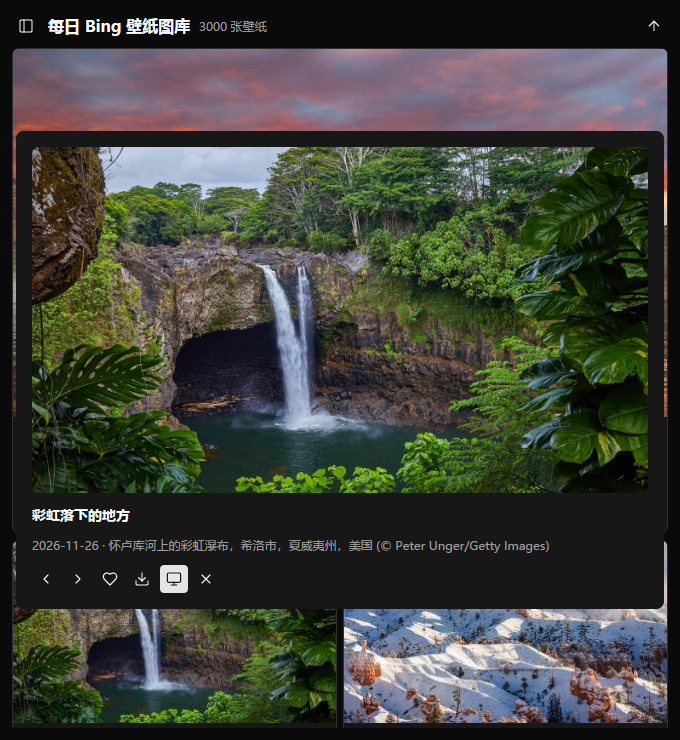 每日 Bing 壁纸图库 3000 张壁纸
彩虹落下的地方
2026-11-26 · 怀卢库河上的彩虹瀑布，希洛市，夏威夷州，美国 (© Peter Unger/Getty Images)